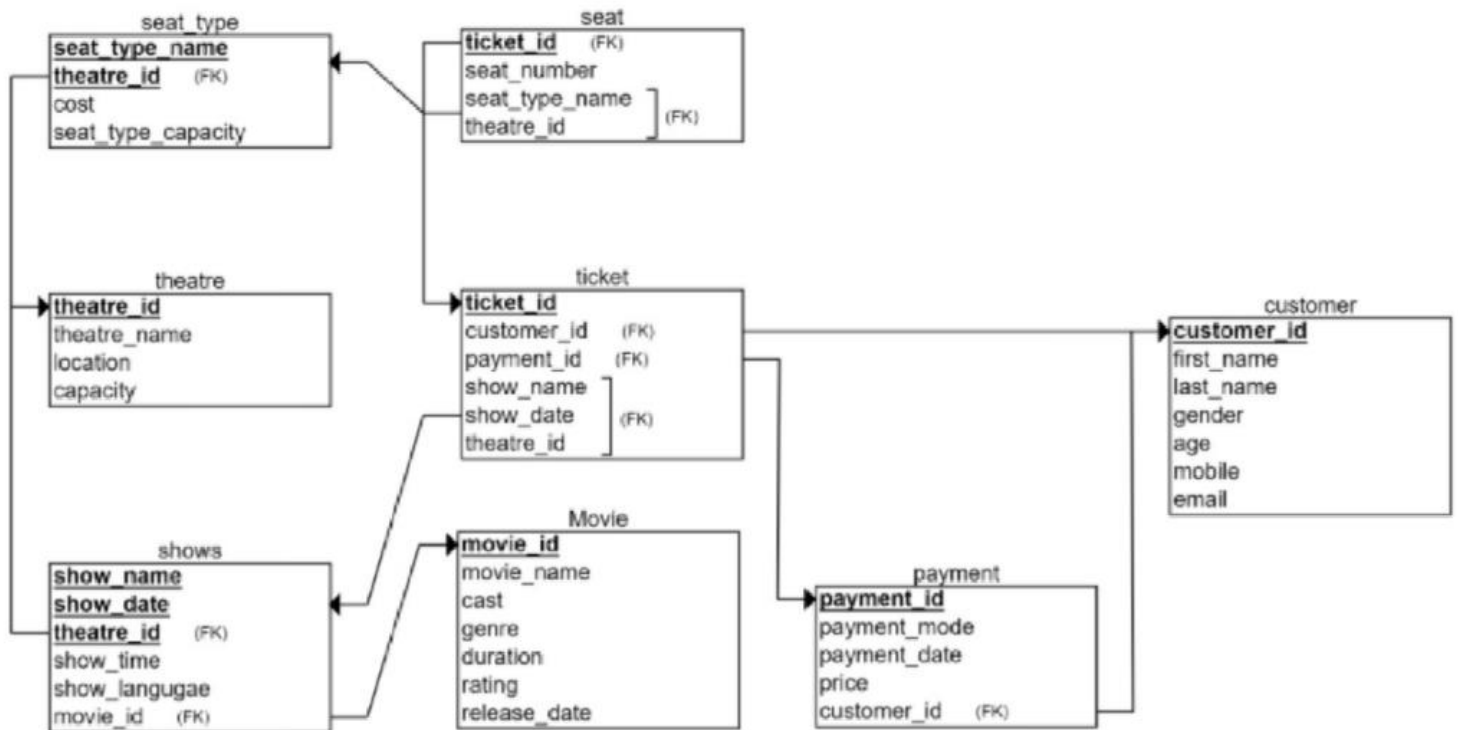 seat_type
seat_type_name
theatre_id (FK)
cost
seat_type_capacity
seat
ticket_id (FK)
seat_number
seat_type_name
theatre_id
(FK)
theatre
theatre_id
theatre_name
location
capacity
ticket
ticket_id
customer_id (FK)
payment_id (FK)
show_name
show_date
theatre_id
(FK)
customer
customer_id
first_name
last_name
gender
age
mobile
email
shows
show_name
show_date
theatre_id (FK)
show_time
show_langugae
movie_id (FK)
Movie
movie_id
movie_name
cast
genre
duration
rating
release_date
payment
payment_id
payment_mode
payment_date
price
customer_id (FK)